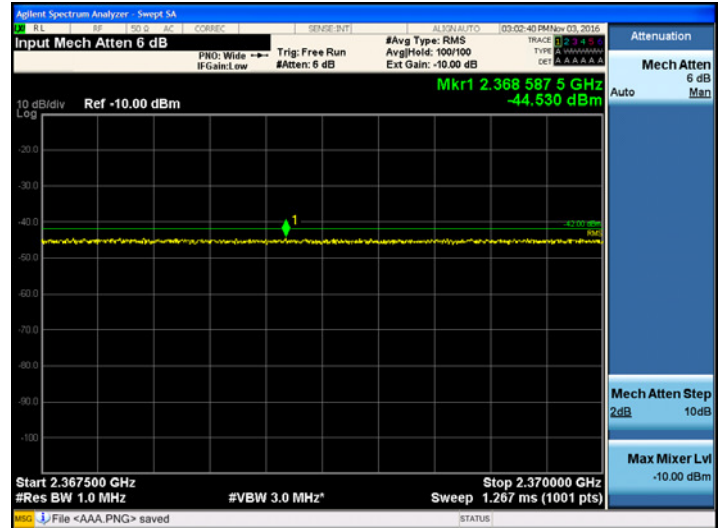 Agilent Spectrum Analyzer - Swept SA
RL RF 50 Ω AC CORREC SENSE:INT ALIGNAUTO 03:02:40 PM Nov 03, 2016
Input Mech Atten 6 dB
PNO: Wide
IFGain:Low
Trig: Free Run
#Atten: 6 dB
#Avg Type: RMS
Avg|Hold: 100/100
Ext Gain: -10.00 dB
TRACE 1 2 3 4 5 6
TYPE A
DET A A A A A A
Mkr1 2.368 587 5 GHz
-44.530 dBm
10 dB/div Ref -10.00 dBm
Log
-20.0
-30.0
-40.0
-50.0
-60.0
-70.0
-80.0
-90.0
-100
1
-42.00 dBm
RMS
Start 2.367500 GHz Stop 2.370000 GHz
#Res BW 1.0 MHz #VBW 3.0 MHz* Sweep 1.267 ms (1001 pts)
MSG File <AAA.PNG> saved STATUS
Attenuation
Mech Atten
6 dB
Auto Man
Mech Atten Step
2dB 10dB
Max Mixer Lvl
-10.00 dBm